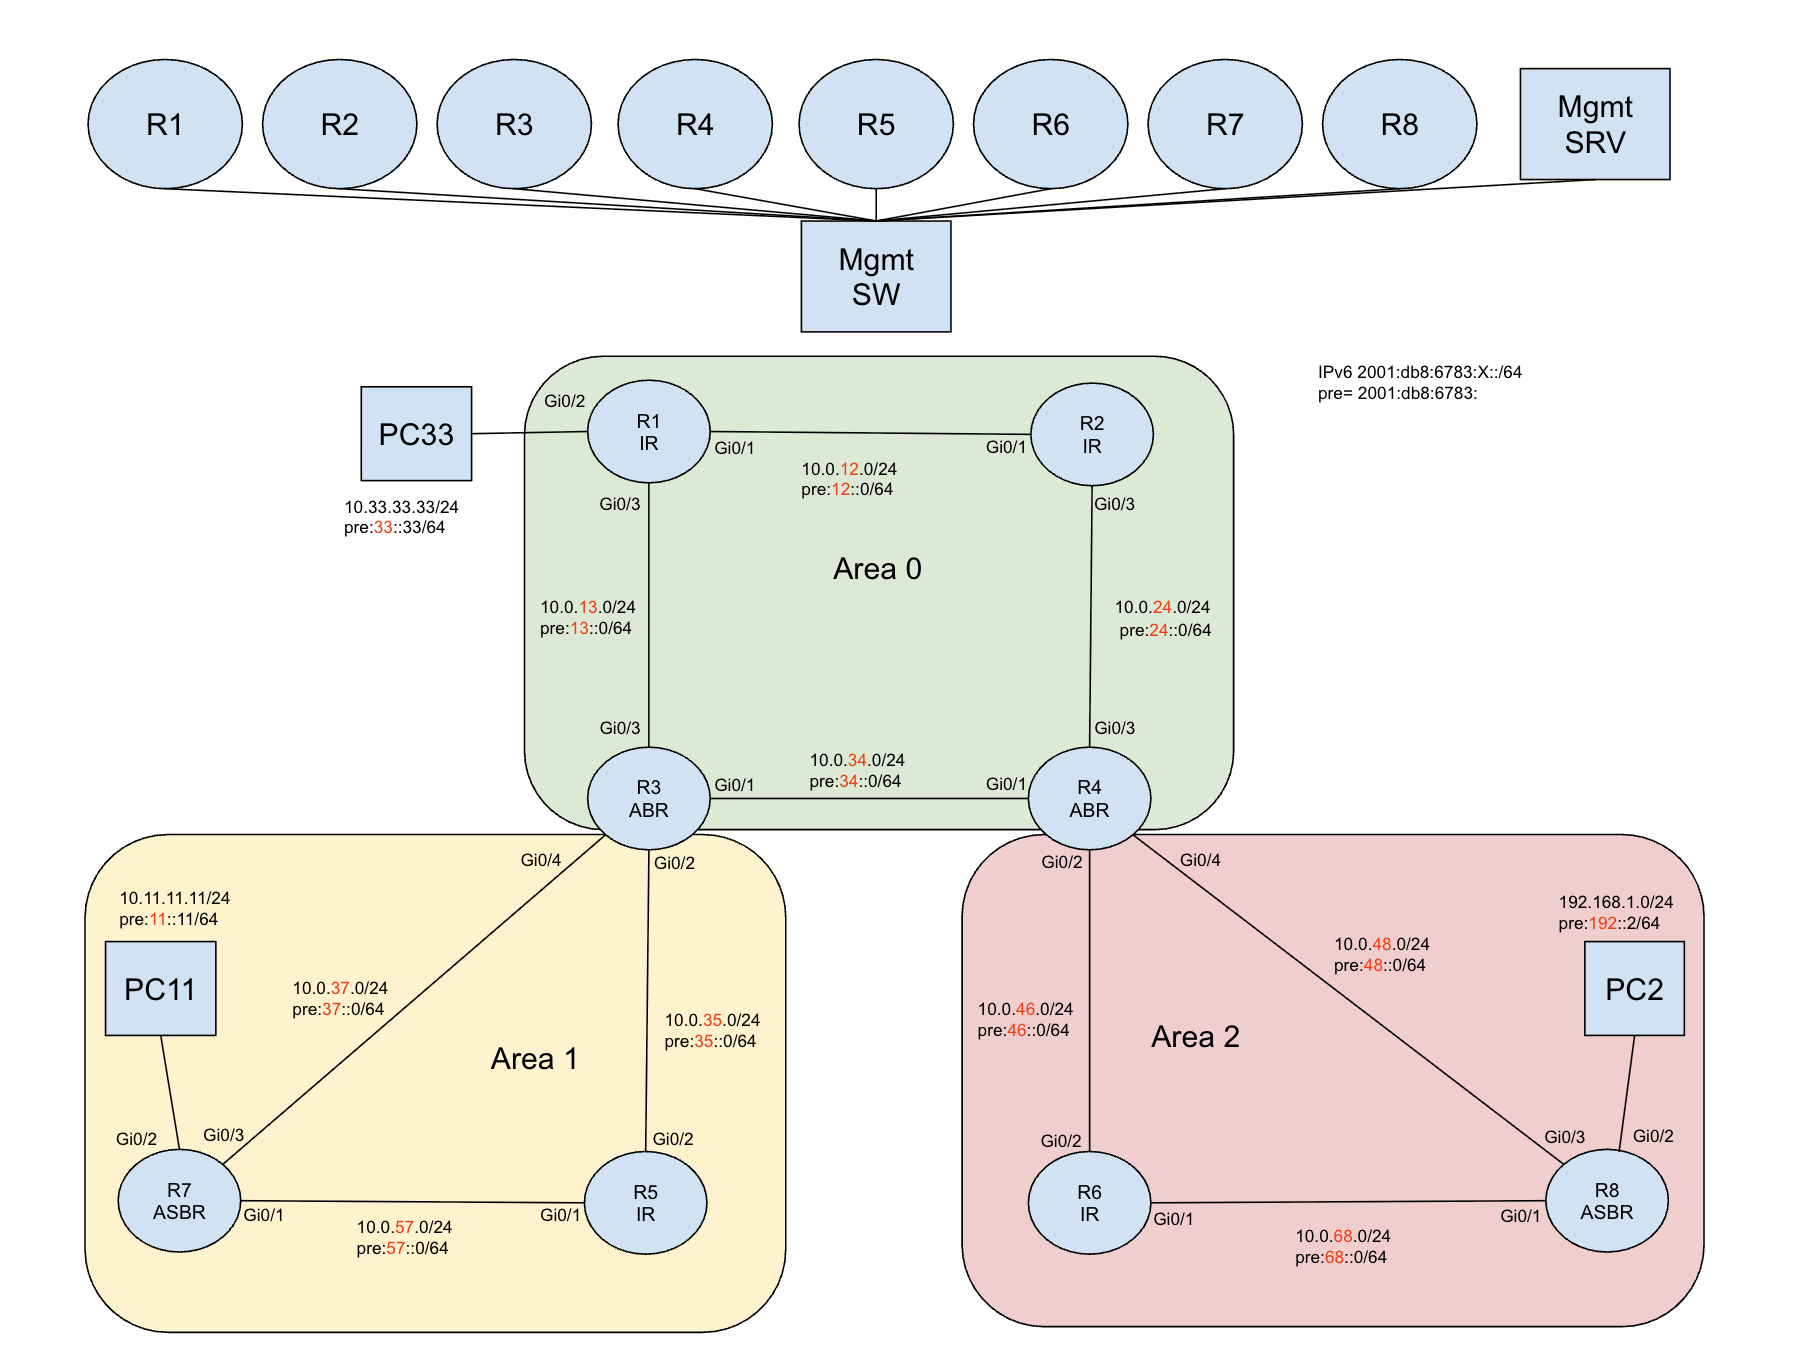 R1
R2
R3
R4
R5
R6
R7
R8
Mgmt
SRV
Mgmt
SW
IPv6 2001:db8:6783:X::/64
pre= 2001:db8:6783:
PC33
10.33.33.33/24
pre:33::33/64
Gi0/2
R1
IR
Gi0/1
Gi0/3
10.0.12.0/24
pre:12::0/64
Gi0/1
R2
IR
Gi0/3
Area 0
10.0.13.0/24
pre:13::0/64
10.0.24.0/24
pre:24::0/64
Gi0/3
R3
ABR
Gi0/1
10.0.34.0/24
pre:34::0/64
Gi0/1
Gi0/3
R4
ABR
Gi0/4
Gi0/2
10.11.11.11/24
pre:11::11/64
PC11
10.0.37.0/24
pre:37::0/64
10.0.35.0/24
pre:35::0/64
Area 1
Gi0/2
Gi0/3
R7
ASBR
Gi0/1
10.0.57.0/24
pre:57::0/64
Gi0/1
Gi0/2
R5
IR
Gi0/2
Gi0/4
192.168.1.0/24
pre:192::2/64
PC2
10.0.48.0/24
pre:48::0/64
10.0.46.0/24
pre:46::0/64
Area 2
Gi0/2
R6
IR
Gi0/1
10.0.68.0/24
pre:68::0/64
Gi0/1
Gi0/3
Gi0/2
R8
ASBR